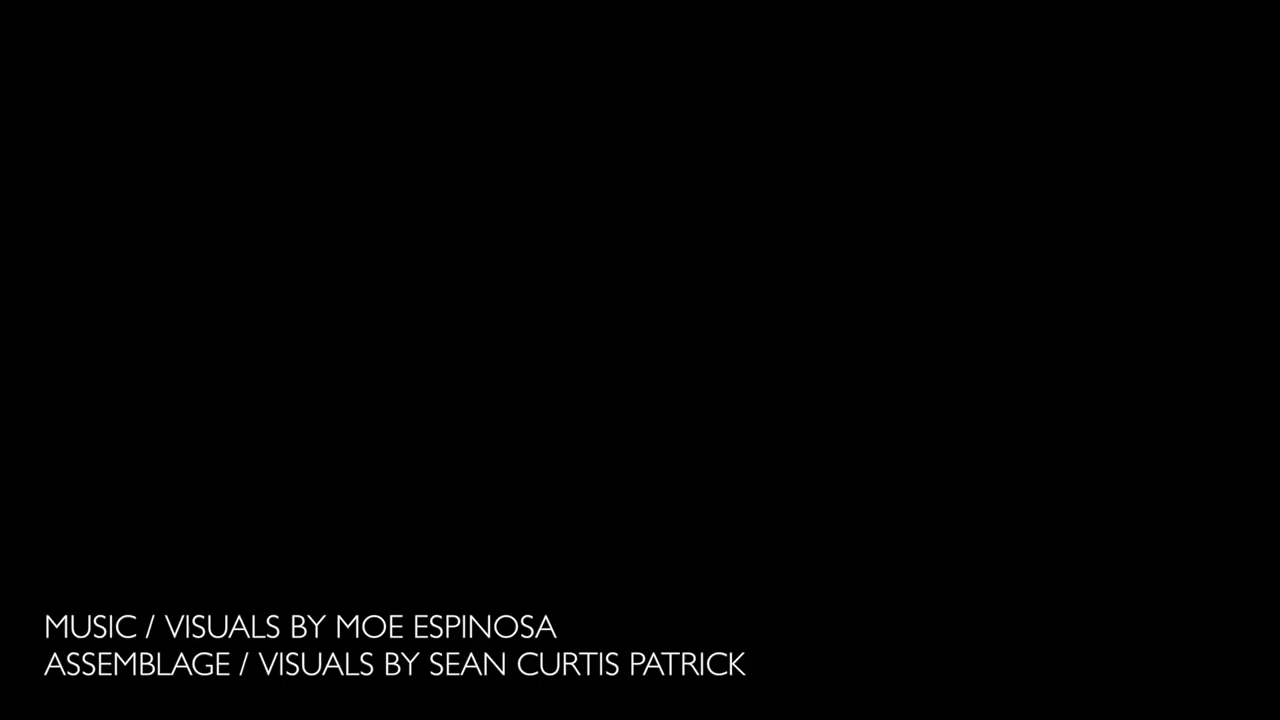 MUSIC / VISUALS BY MOE ESPINOSA
ASSEMBLAGE / VISUALS BY SEAN CURTIS PATRICK